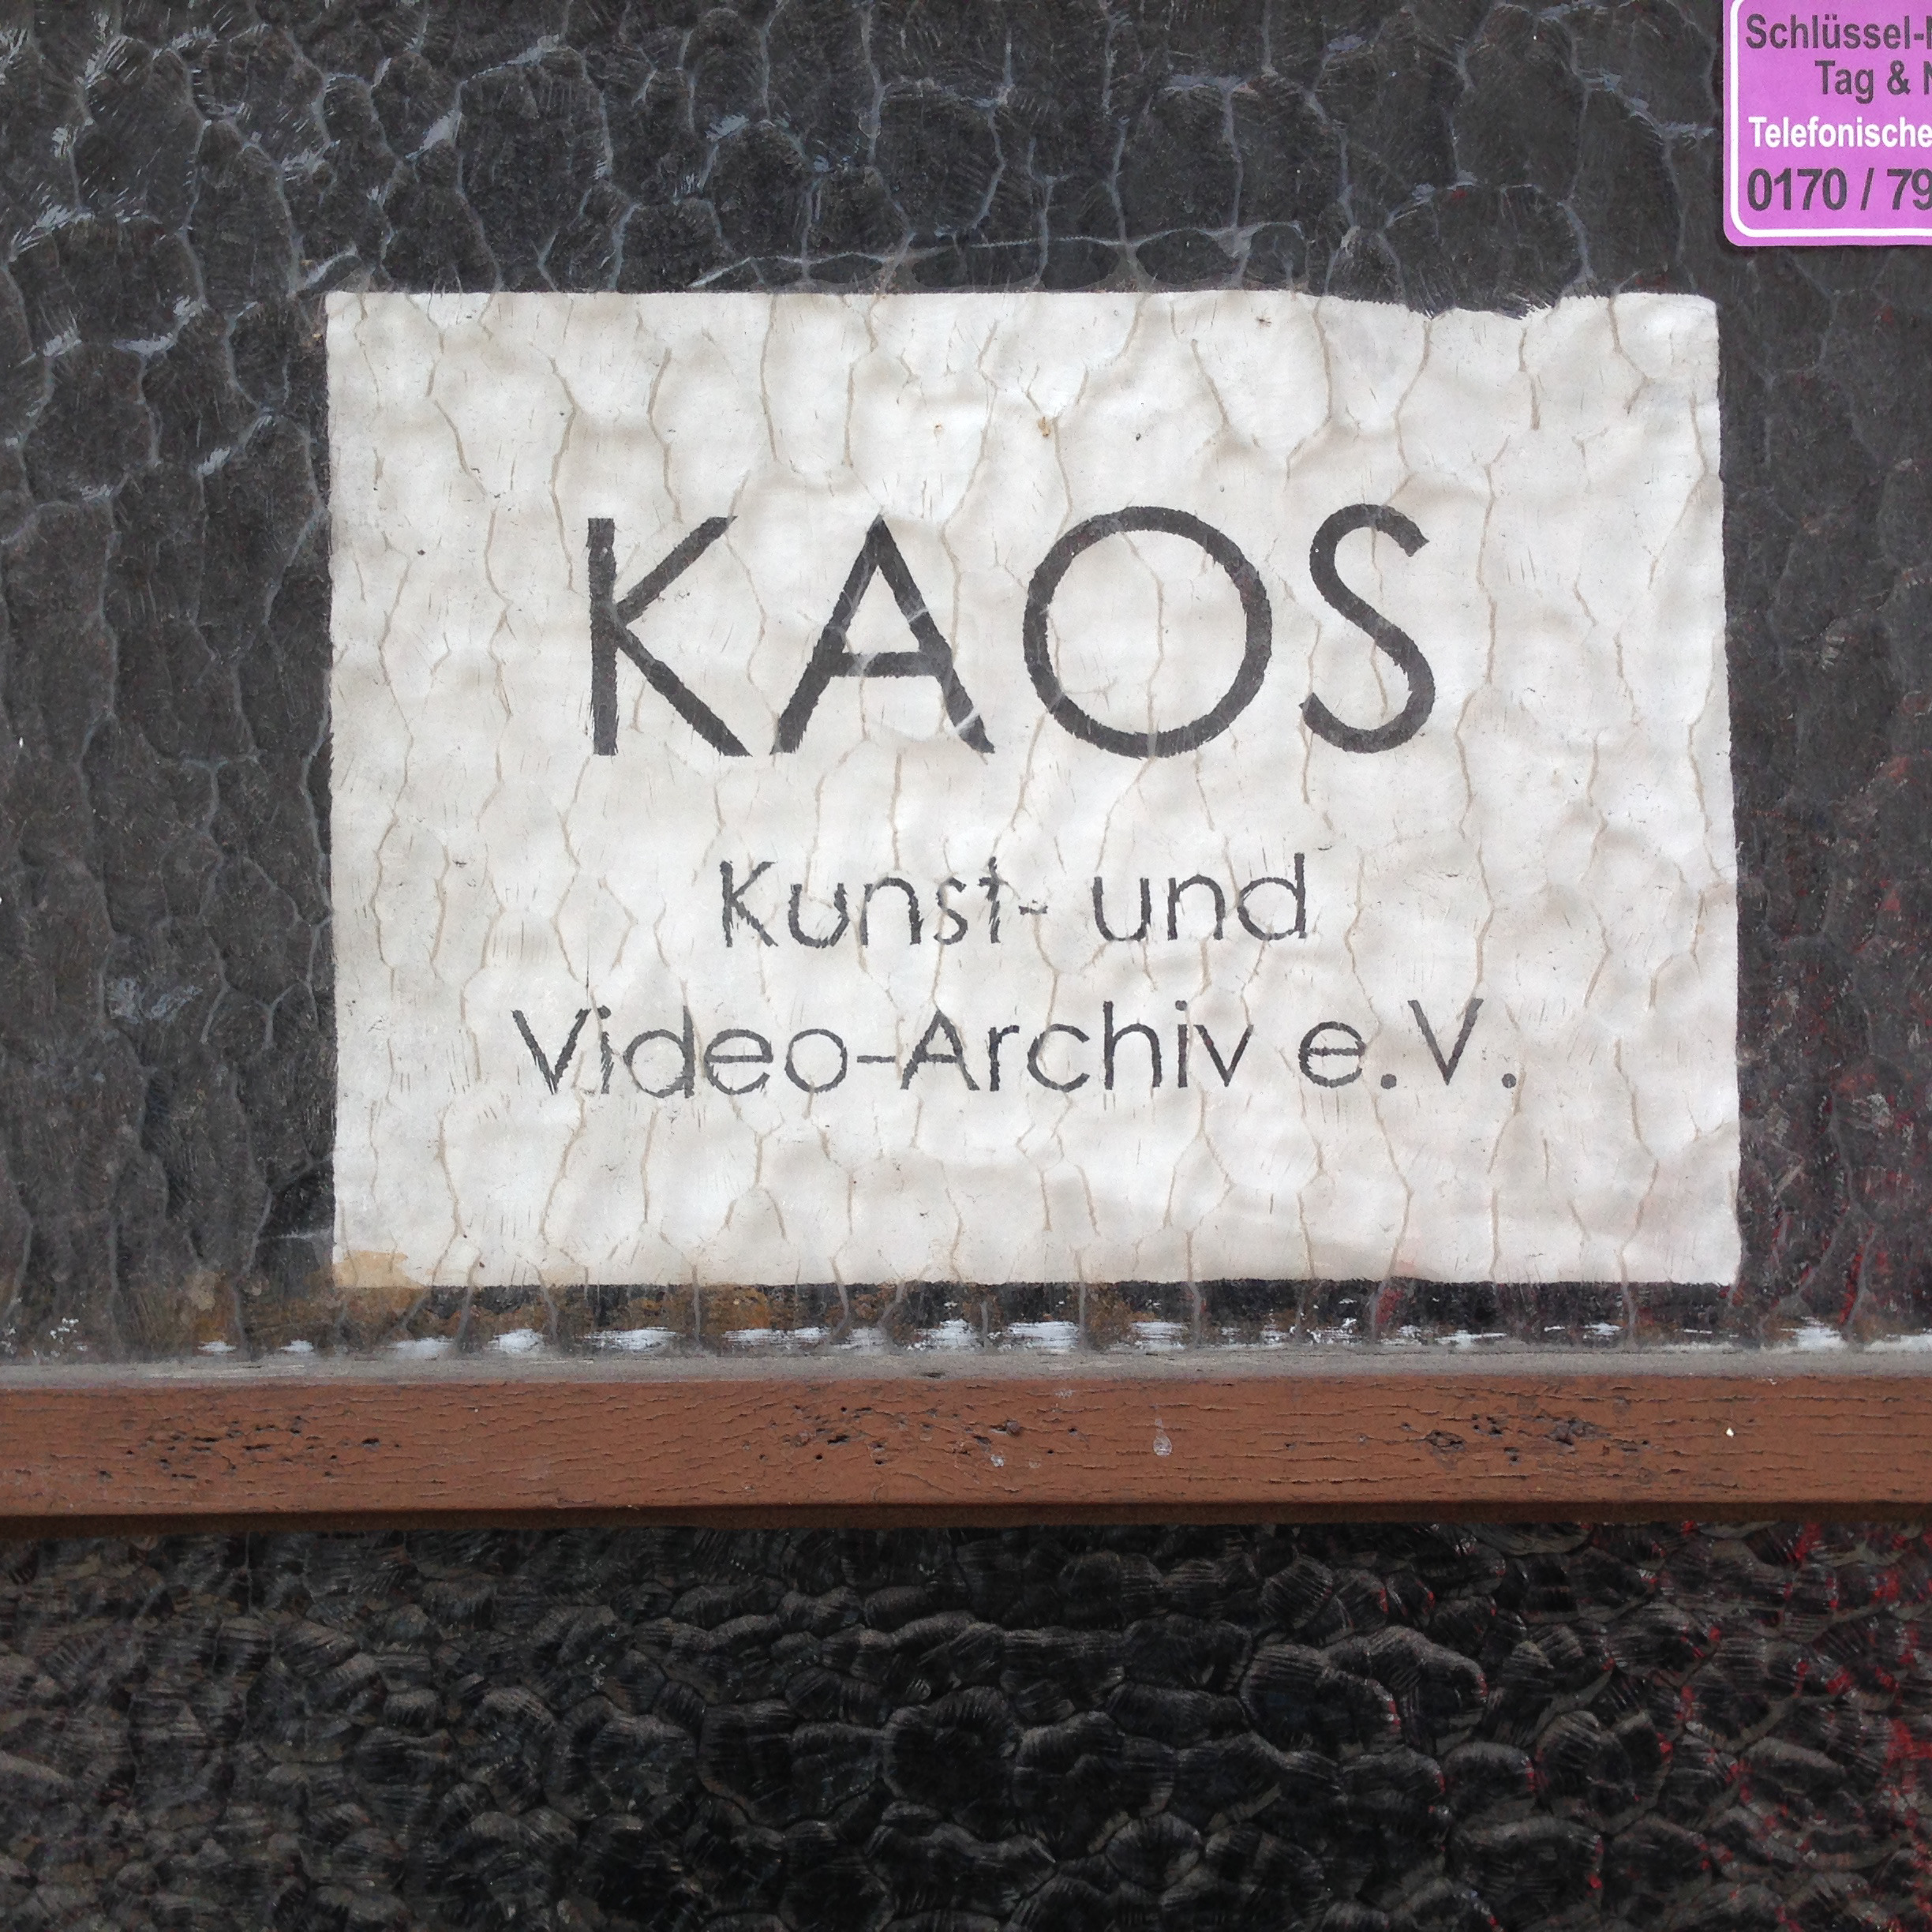 Schlüssel-
Tag &
Telefonische
0170 / 79
KAOS
Kunst- und
Video-Archiv e.V.